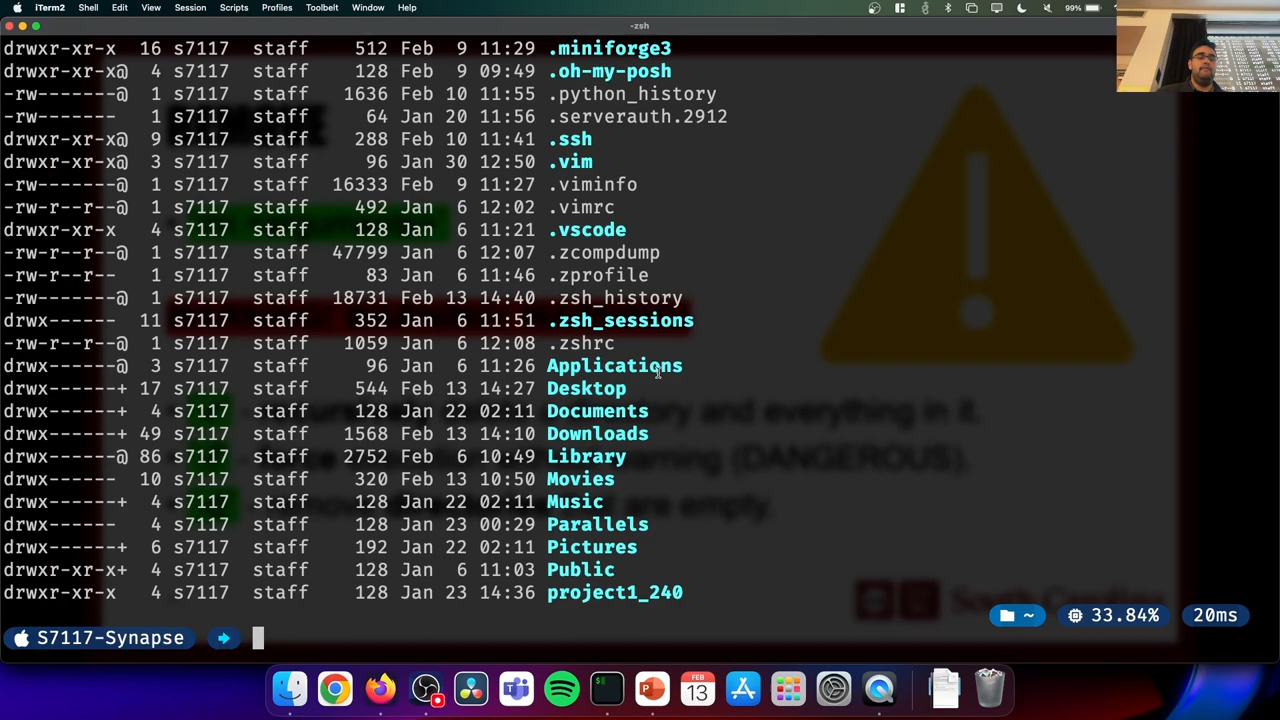 iTerm2 Shell Edit View Session Scripts Profiles Toolbelt Window Help 99%
-zsh
drwxr-xr-x 16 s7117 staff 512 Feb 9 11:29 .miniforge3
drwxr-xr-x@ 4 s7117 staff 128 Feb 9 09:49 .oh-my-posh
-rw-------@ 1 s7117 staff 1636 Feb 10 11:55 .python_history
-rw------- 1 s7117 staff 64 Jan 20 11:56 .serverauth.2912
drwxr-xr-x@ 9 s7117 staff 288 Feb 10 11:41 .ssh
drwxr-xr-x@ 3 s7117 staff 96 Jan 30 12:50 .vim
-rw-------@ 1 s7117 staff 16333 Feb 9 11:27 .viminfo
-rw-r--r--@ 1 s7117 staff 492 Jan 6 12:02 .vimrc
drwxr-xr-x 4 s7117 staff 128 Jan 6 11:21 .vscode
-rw-r--r--@ 1 s7117 staff 47799 Jan 6 12:07 .zcompdump
-rw-r--r-- 1 s7117 staff 83 Jan 6 11:46 .zprofile
-rw-------@ 1 s7117 staff 18731 Feb 13 14:40 .zsh_history
drwx------ 11 s7117 staff 352 Jan 6 11:51 .zsh_sessions
-rw-r--r--@ 1 s7117 staff 1059 Jan 6 12:08 .zshrc
drwx------@ 3 s7117 staff 96 Jan 6 11:26 Applications
drwx------+ 17 s7117 staff 544 Feb 13 14:27 Desktop
drwx------+ 4 s7117 staff 128 Jan 22 02:11 Documents
drwx------+ 49 s7117 staff 1568 Feb 13 14:10 Downloads
drwx------@ 86 s7117 staff 2752 Feb 6 10:49 Library
drwx------ 10 s7117 staff 320 Feb 13 10:50 Movies
drwx------+ 4 s7117 staff 128 Jan 22 02:11 Music
drwx------ 4 s7117 staff 128 Jan 23 00:29 Parallels
drwx------+ 6 s7117 staff 192 Jan 22 02:11 Pictures
drwxr-xr-x+ 4 s7117 staff 128 Jan 6 11:03 Public
drwxr-xr-x 4 s7117 staff 128 Jan 23 14:36 project1_240
and everything in it.
(DANGEROUS).
are empty.
South Carolina
~ 33.84% 20ms
S7117-Synapse
FEB
13